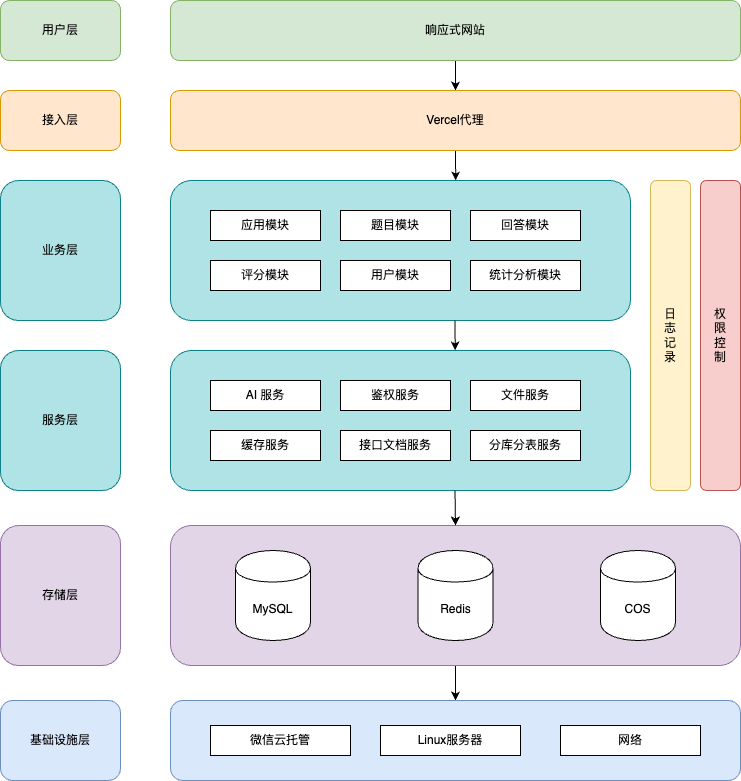 用户层
响应式网站
接入层
Vercel代理
业务层
应用模块
题目模块
回答模块
评分模块
用户模块
统计分析模块
日志记录
权限控制
服务层
AI 服务
鉴权服务
文件服务
缓存服务
接口文档服务
分库分表服务
存储层
MySQL
Redis
COS
基础设施层
微信云托管
Linux服务器
网络